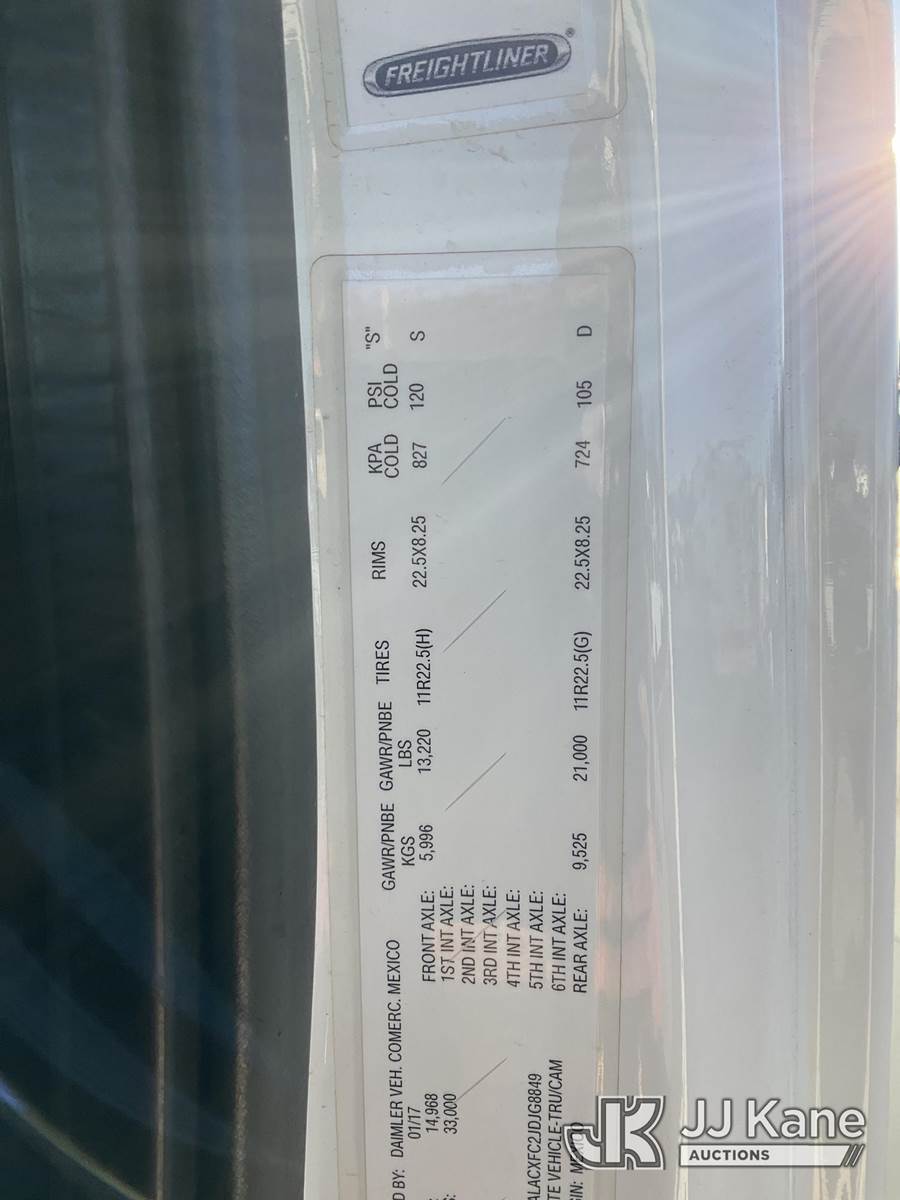 FREIGHTLINER®
D BY: DAIMLER VEH. COMERC. MEXICO GAWR/PNBE GAWR/PNBE TIRES RIMS KPA PSI "S"
01/17 KGS LBS COLD COLD
14,968 FRONT AXLE: 5,996 13,220 11R22.5(H) 22.5X8.25 827 120 S
33,000 1ST INT AXLE:
2ND INT AXLE:
3RD INT AXLE:
4TH INT AXLE:
5TH INT AXLE:
ALACXFC2JDJG8849 6TH INT AXLE:
TE VEHICLE-TRU/CAM REAR AXLE: 9,525 21,000 11R22.5(G) 22.5X8.25 724 105 D
GIN: MEXICO
JK JJ Kane
AUCTIONS